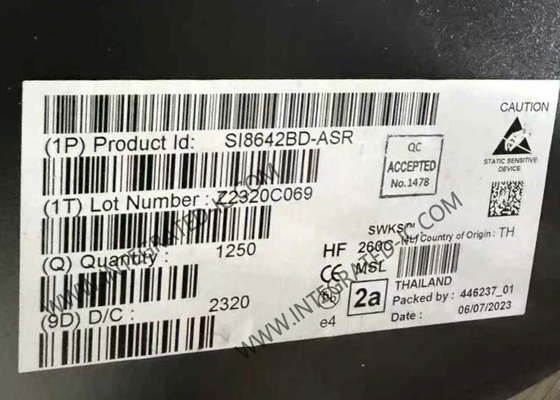 CAUTION
STATIC SENSITIVE
DEVICE
(1P) Product Id: SI8642BD-ASR
QC
ACCEPTED
No.1478
(1T) Lot Number : Z2320C069
SWKS™
HF 260C
Country of Origin : TH
(Q) Quantity : 1250
CE MSL
THAILAND
2a
Packed by : 446237_01
(9D) D/C : 2320
e4
Date : 06/07/2023
WWW.INTEGRATED-IC.COM
WWW.INTEGRATED-IC.COM